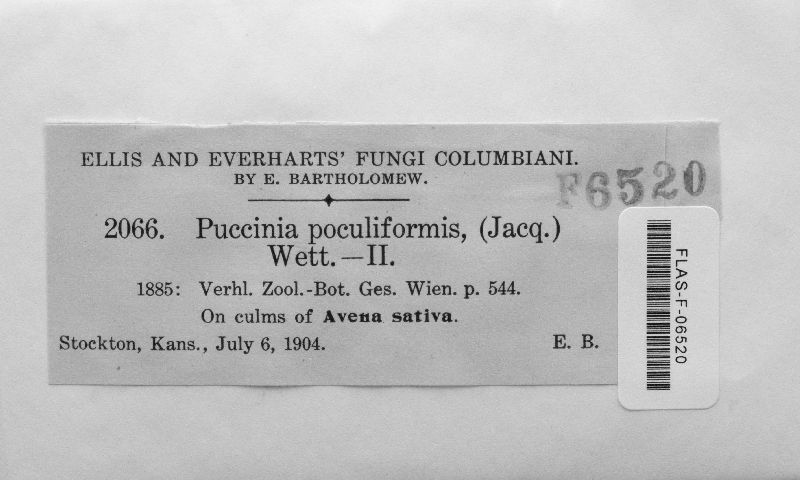 ELLIS AND EVERHARTS' FUNGI COLUMBIANI.
BY E. BARTHOLOMEW.
F6520
2066. Puccinia poculiformis, (Jacq.)
Wett.—II.
1885: Verhl. Zool.-Bot. Ges. Wien. p. 544.
On culms of Avena sativa.
Stockton, Kans., July 6, 1904. E. B.
FLAS-F-06520